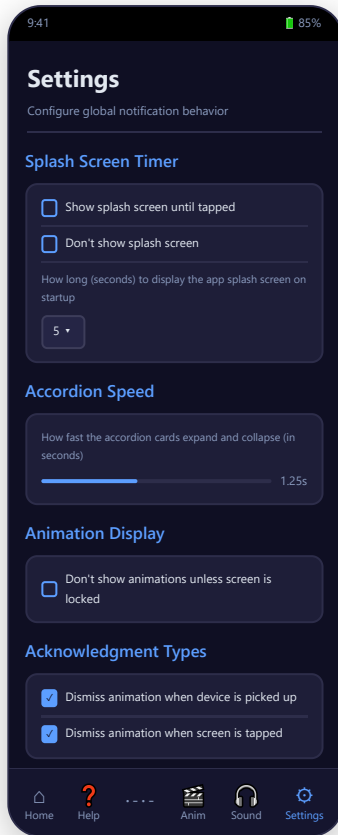 9:41
85%
Settings
Configure global notification behavior
Splash Screen Timer
Show splash screen until tapped
Don't show splash screen
How long (seconds) to display the app splash screen on
startup
5
Accordion Speed
How fast the accordion cards expand and collapse (in
seconds)
1.25s
Animation Display
Don't show animations unless screen is
locked
Acknowledgment Types
Dismiss animation when device is picked up
Dismiss animation when screen is tapped
Home
Help
Anim
Sound
Settings